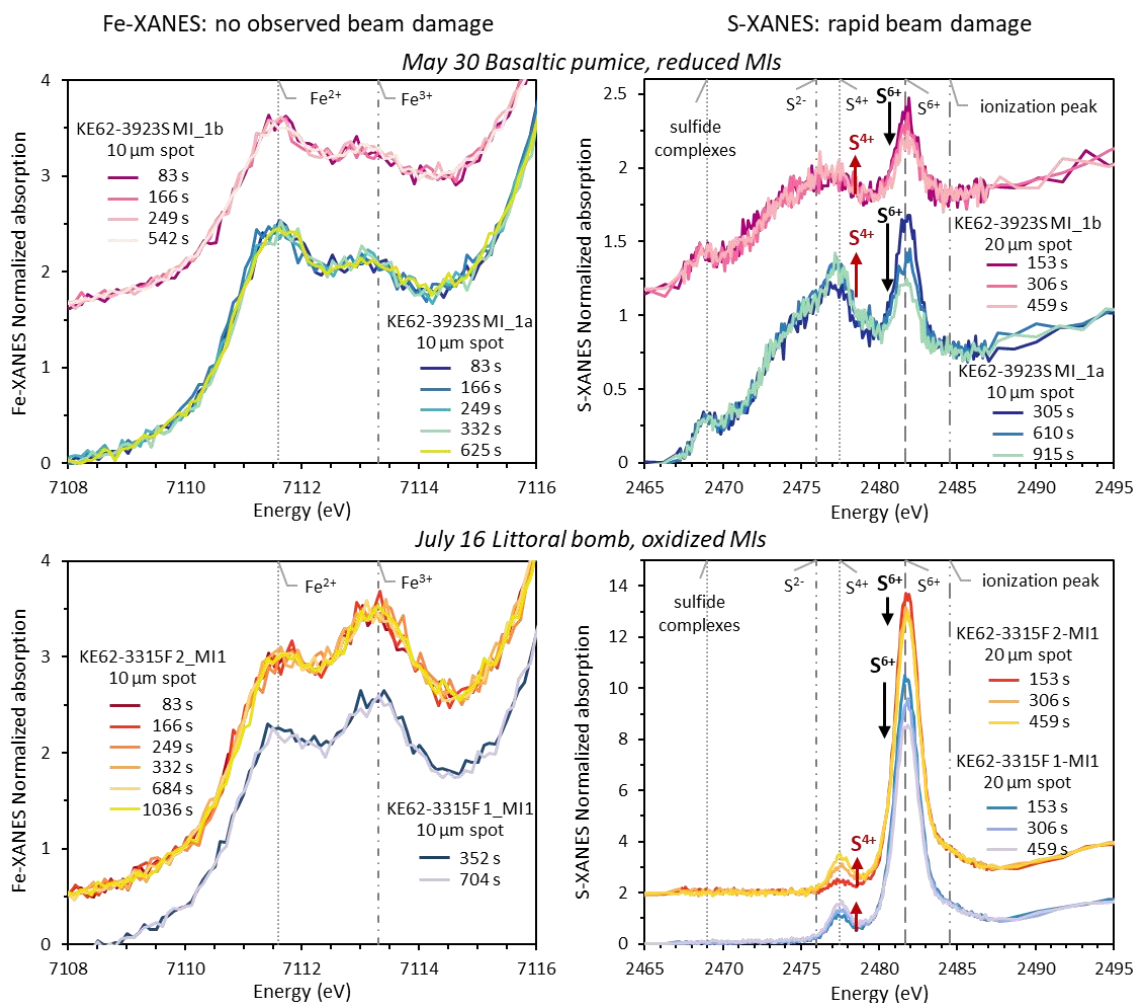 Fe-XANES: no observed beam damage
S-XANES: rapid beam damage
May 30 Basaltic pumice, reduced MIs
Fe-XANES Normalized absorption
4
3
2
1
0
Fe²⁺
Fe³⁺
KE62-3923SMI_1b
10 µm spot
83 s
166 s
249 s
542 s
KE62-3923SMI_1a
10 µm spot
83 s
166 s
249 s
332 s
625 s
7108
7110
7112
7114
7116
Energy (eV)
S-XANES Normalized absorption
2.5
2
1.5
1
0.5
0
sulfide
complexes
S²⁻
S⁴⁺
S⁶⁺
S⁶⁺
ionization peak
S⁴⁺
S⁶⁺
S⁴⁺
KE62-3923SMI_1b
20 µm spot
153 s
306 s
459 s
KE62-3923SMI_1a
10 µm spot
305 s
610 s
915 s
2465
2470
2475
2480
2485
2490
2495
Energy (eV)
July 16 Littoral bomb, oxidized MIs
Fe-XANES Normalized absorption
4
3
2
1
0
Fe²⁺
Fe³⁺
KE62-3315F2_MI1
10 µm spot
83 s
166 s
249 s
332 s
684 s
1036 s
KE62-3315F1_MI1
10 µm spot
352 s
704 s
7108
7110
7112
7114
7116
Energy (eV)
S-XANES Normalized absorption
14
12
10
8
6
4
2
0
sulfide
complexes
S²⁻
S⁴⁺
S⁶⁺
S⁶⁺
ionization peak
S⁶⁺
S⁴⁺
KE62-3315F2-MI1
20 µm spot
153 s
306 s
459 s
KE62-3315F1-MI1
20 µm spot
153 s
306 s
459 s
2465
2470
2475
2480
2485
2490
2495
Energy (eV)